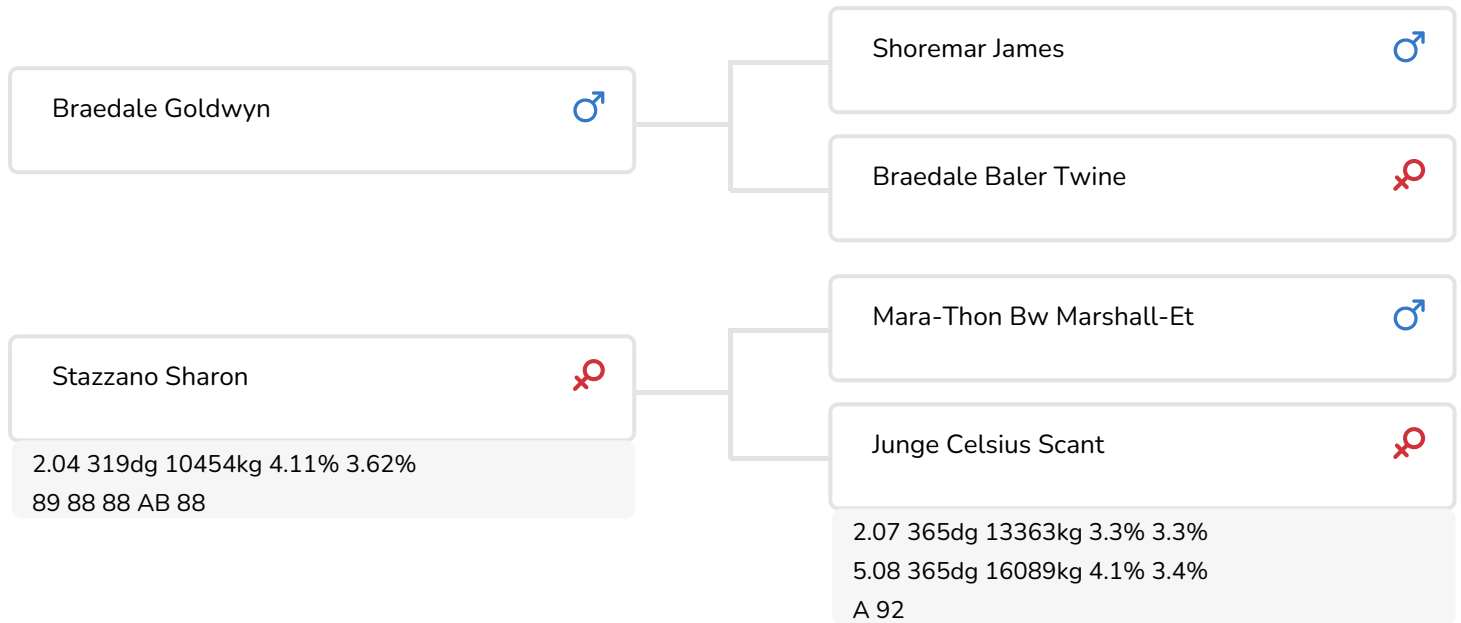 Braedale Goldwyn
Shoremar James
Braedale Baler Twine
Stazzano Sharon
2.04 319dg 10454kg 4.11% 3.62%
89 88 88 AB 88
Mara-Thon Bw Marshall-Et
Junge Celsius Scant
2.07 365dg 13363kg 3.3% 3.3%
5.08 365dg 16089kg 4.1% 3.4%
A 92